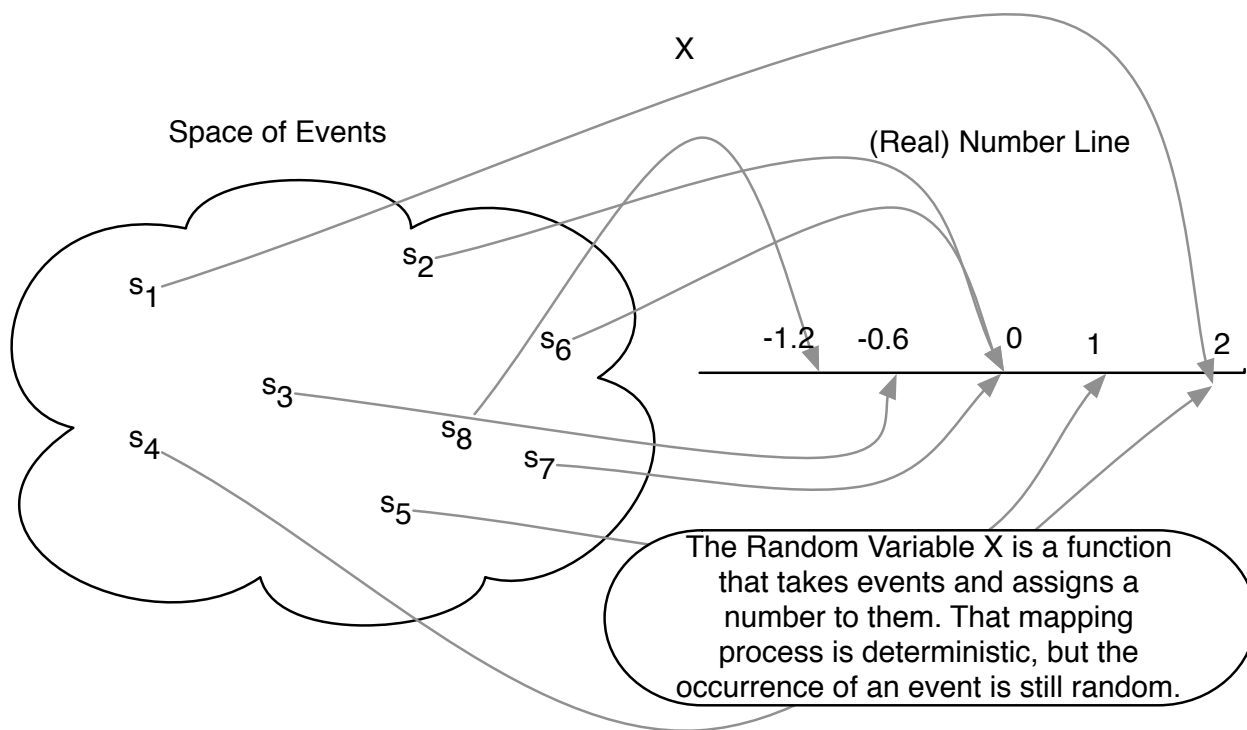 X
Space of Events
(Real) Number Line
s2
s1
s6
-1.2 -0.6 0 1 2
s3
s8
s4
s7
s5
The Random Variable X is a function
that takes events and assigns a
number to them. That mapping
process is deterministic, but the
occurrence of an event is still random.